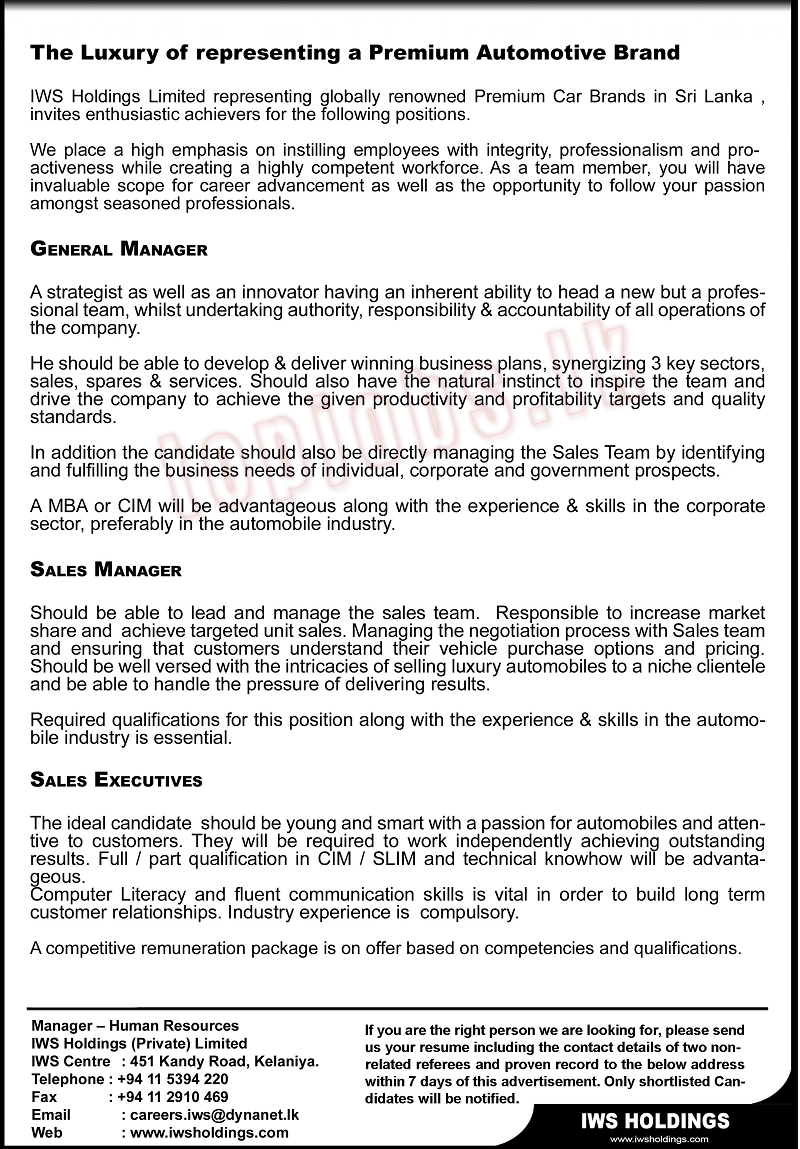 The Luxury of representing a Premium Automotive Brand
IWS Holdings Limited representing globally renowned Premium Car Brands in Sri Lanka ,
invites enthusiastic achievers for the following positions.
We place a high emphasis on instilling employees with integrity, professionalism and pro-
activeness while creating a highly competent workforce. As a team member, you will have
invaluable scope for career advancement as well as the opportunity to follow your passion
amongst seasoned professionals.
GENERAL MANAGER
A strategist as well as an innovator having an inherent ability to head a new but a profes-
sional team, whilst undertaking authority, responsibility & accountability of all operations of
the company.
He should be able to develop & deliver winning business plans, synergizing 3 key sectors,
sales, spares & services. Should also have the natural instinct to inspire the team and
drive the company to achieve the given productivity and profitability targets and quality
standards.
In addition the candidate should also be directly managing the Sales Team by identifying
and fulfilling the business needs of individual, corporate and government prospects.
A MBA or CIM will be advantageous along with the experience & skills in the corporate
sector, preferably in the automobile industry.
topjobs.lk
SALES MANAGER
Should be able to lead and manage the sales team.  Responsible to increase market
share and  achieve targeted unit sales. Managing the negotiation process with Sales team
and ensuring that customers understand their vehicle purchase options and pricing.
Should be well versed with the intricacies of selling luxury automobiles to a niche clientele
and be able to handle the pressure of delivering results.
Required qualifications for this position along with the experience & skills in the automo-
bile industry is essential.
SALES EXECUTIVES
The ideal candidate  should be young and smart with a passion for automobiles and atten-
tive to customers. They will be required to work independently achieving outstanding
results. Full / part qualification in CIM / SLIM and technical knowhow will be advanta-
geous.
Computer Literacy and fluent communication skills is vital in order to build long term
customer relationships. Industry experience is  compulsory.
A competitive remuneration package is on offer based on competencies and qualifications.
Manager – Human Resources
IWS Holdings (Private) Limited
IWS Centre : 451 Kandy Road, Kelaniya.
Telephone : +94 11 5394 220
Fax : +94 11 2910 469
Email : careers.iws@dynanet.lk
Web : www.iwsholdings.com
If you are the right person we are looking for, please send
us your resume including the contact details of two non-
related referees and proven record to the below address
within 7 days of this advertisement. Only shortlisted Can-
didates will be notified.
IWS HOLDINGS
www.iwsholdings.com